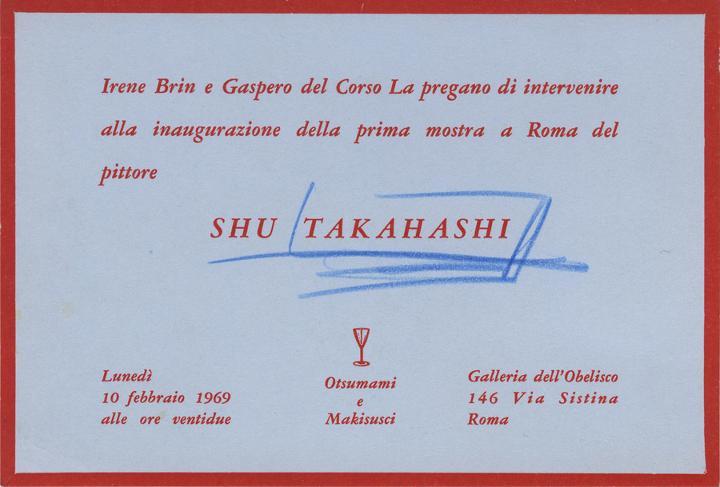 Irene Brin e Gaspero del Corso La pregano di intervenire
alla inaugurazione della prima mostra a Roma del
pittore
SHU TAKAHASHI
Lunedì
10 febbraio 1969
alle ore ventidue
Otsumami
e
Makisusci
Galleria dell'Obelisco
146 Via Sistina
Roma